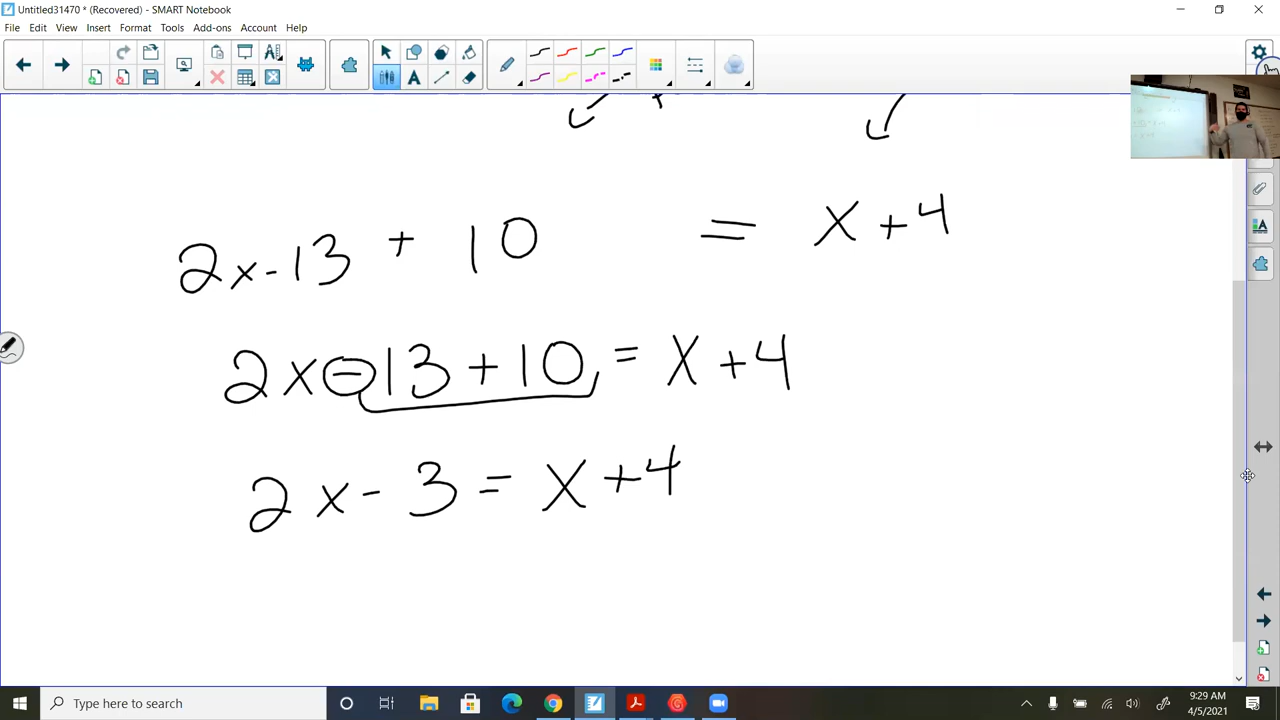 Untitled31470 * (Recovered) - SMART Notebook
File Edit View Insert Format Tools Add-ons Account Help
2x-13 + 10 = x+4
2x-13+10 = x+4
2x-3 = x+4
Type here to search
9:29 AM
4/5/2021